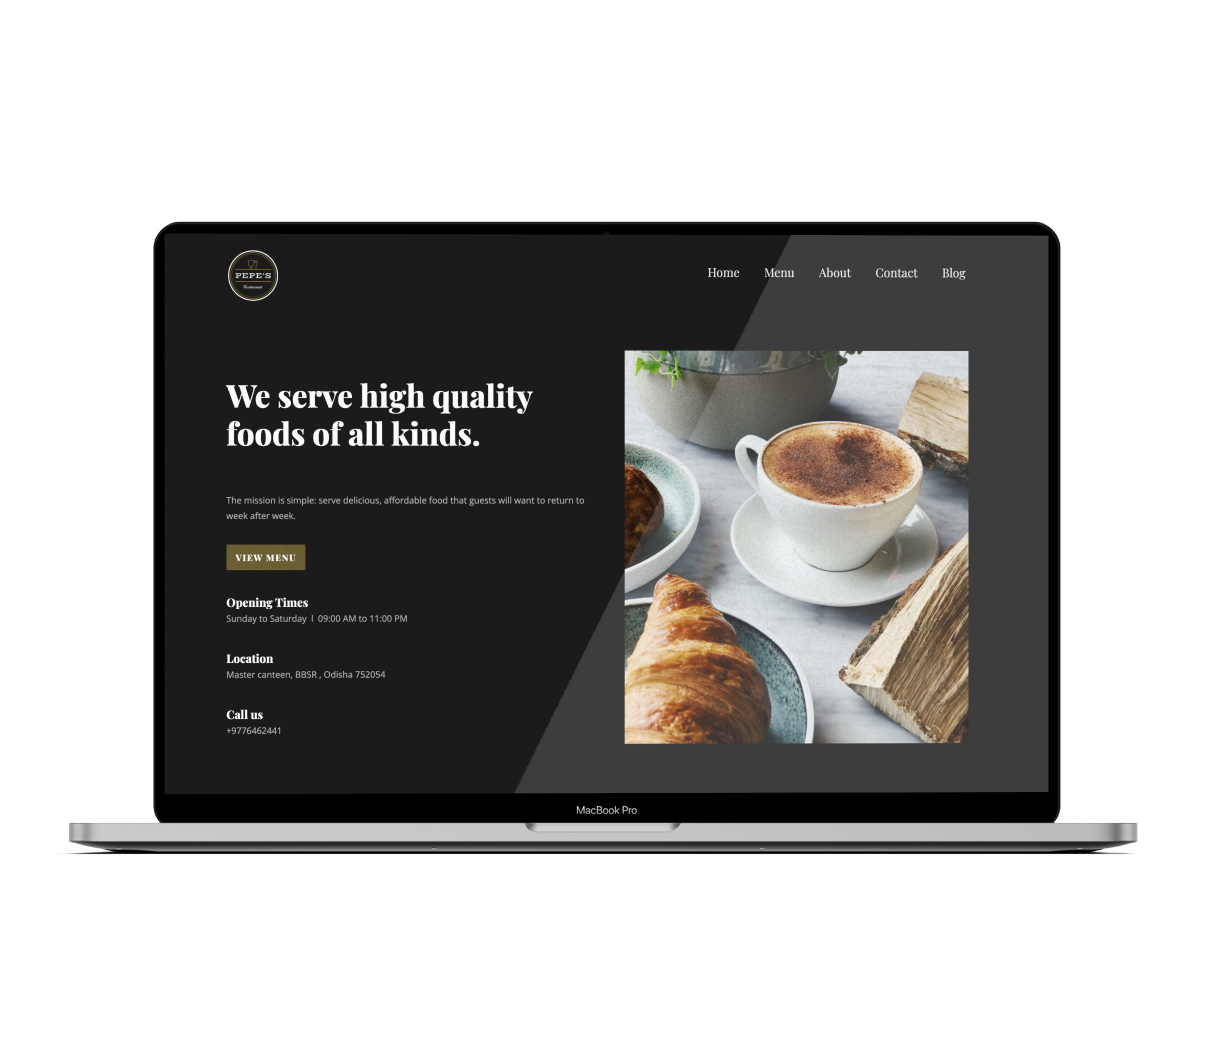 PEPE'S
Restaurant
Home Menu About Contact Blog
We serve high quality
foods of all kinds.
The mission is simple: serve delicious, affordable food that guests will want to return to
week after week.
VIEW MENU
Opening Times
Sunday to Saturday | 09:00 AM to 11:00 PM
Location
Master canteen, BBSR , Odisha 752054
Call us
+9776462441
MacBook Pro